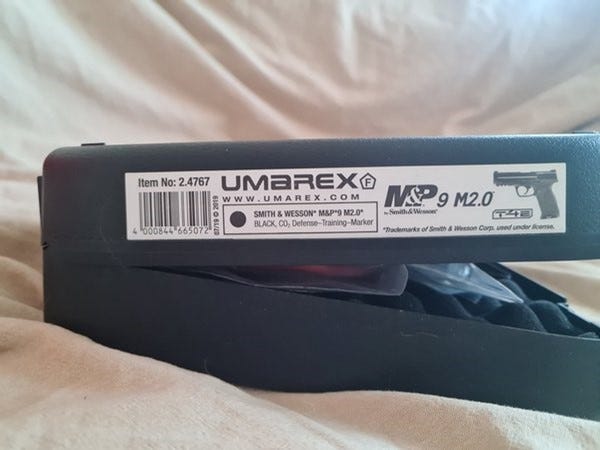 Item No: 2.4767
4 000844 665072
07/19 © 2019
UMAREX F
WWW.UMAREX.COM
SMITH & WESSON* M&P*9 M2.0*
BLACK, CO₂ Defense-Training-Marker
M&P 9 M2.0*
by Smith&Wesson*
T4E
*Trademarks of Smith & Wesson Corp. used under license.